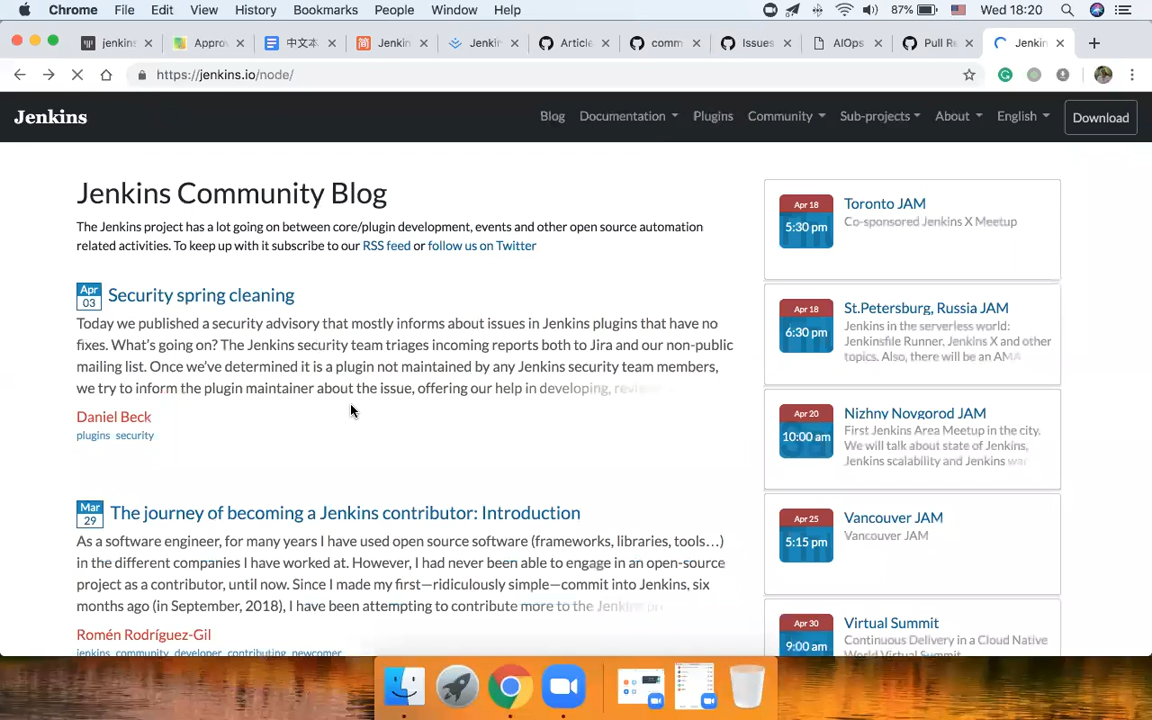 Chrome File Edit View History Bookmarks People Window Help 87% Wed 18:20
jenkins Approv 中文本 Jenkin Jenkin Article comm Issues AIOps Pull Re Jenkin
https://jenkins.io/node/
Jenkins Blog Documentation Plugins Community Sub-projects About English Download
Jenkins Community Blog
The Jenkins project has a lot going on between core/plugin development, events and other open source automation
related activities. To keep up with it subscribe to our RSS feed or follow us on Twitter
Apr
03
Security spring cleaning
Today we published a security advisory that mostly informs about issues in Jenkins plugins that have no
fixes. What's going on? The Jenkins security team triages incoming reports both to Jira and our non-public
mailing list. Once we've determined it is a plugin not maintained by any Jenkins security team members,
we try to inform the plugin maintainer about the issue, offering our help in developing,
Daniel Beck
plugins security
Mar
29
The journey of becoming a Jenkins contributor: Introduction
As a software engineer, for many years I have used open source software (frameworks, libraries, tools...)
in the different companies I have worked at. However, I had never been able to engage in an open-source
project as a contributor, until now. Since I made my first—ridiculously simple—commit into Jenkins, six
months ago (in September, 2018), I have been attempting to contribute more to the Jenkins
Romén Rodríguez-Gil
jenkins community developer contributing newcomer
Apr 18
5:30 pm
Toronto JAM
Co-sponsored Jenkins X Meetup
Apr 18
6:30 pm
St.Petersburg, Russia JAM
Jenkins in the serverless world:
Jenkinsfile Runner, Jenkins X and other
topics. Also, there will be an AMA
Apr 20
10:00 am
Nizhny Novgorod JAM
First Jenkins Area Meetup in the city.
We will talk about state of Jenkins,
Jenkins scalability and Jenkins
Apr 25
5:15 pm
Vancouver JAM
Vancouver JAM
Apr 30
9:00 am
Virtual Summit
Continuous Delivery in a Cloud Native
World Virtual Summit